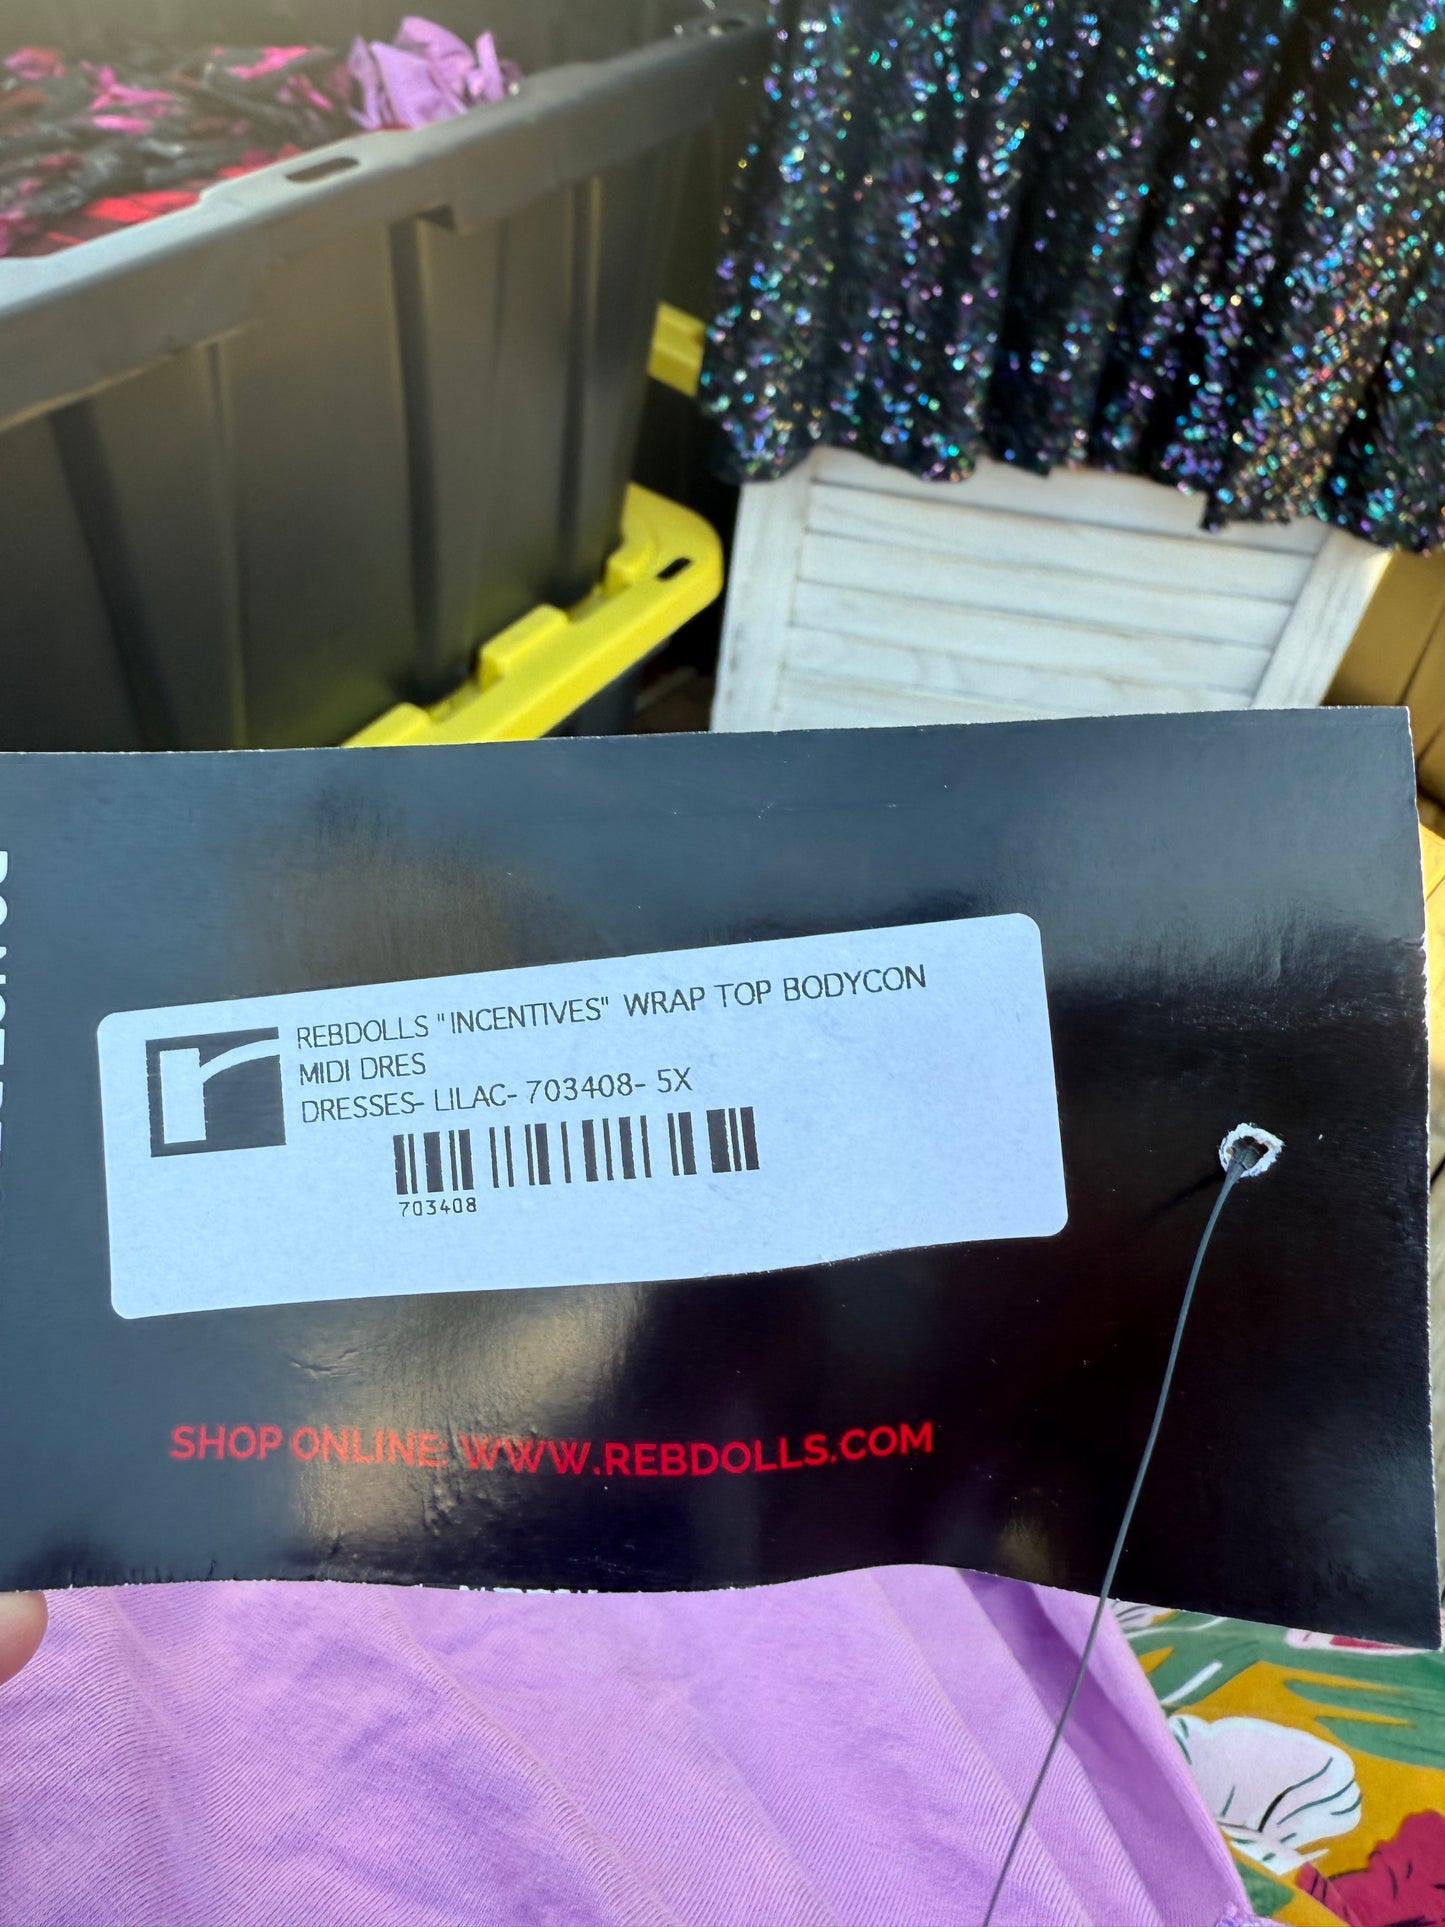 REBDOLLS "INCENTIVES" WRAP TOP BODYCON
MIDI DRES
DRESSES- LILAC- 703408- 5X
703408
SHOP ONLINE: WWW.REBDOLLS.COM